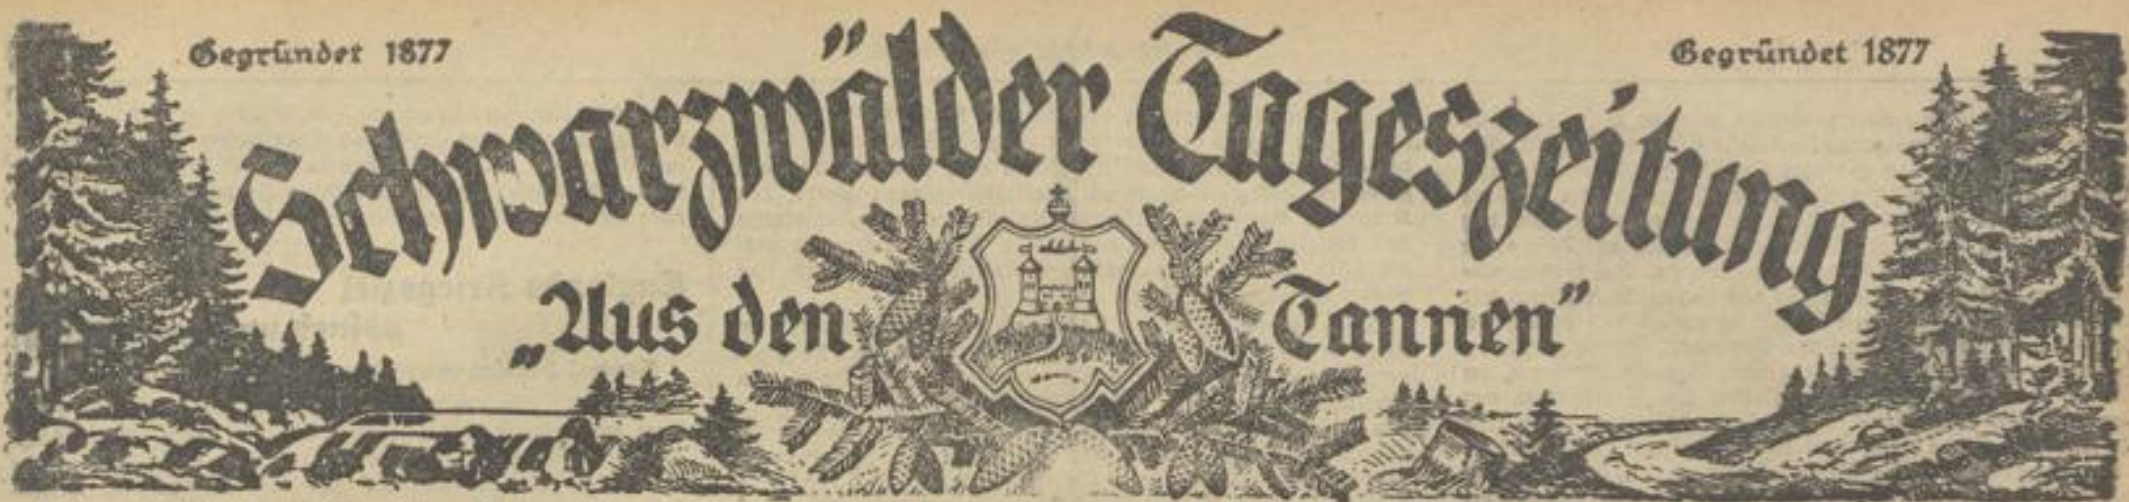 Gegründet 1877 Gegründet 1877
Schwarzwälder Tageszeitung
„Aus den Tannen“